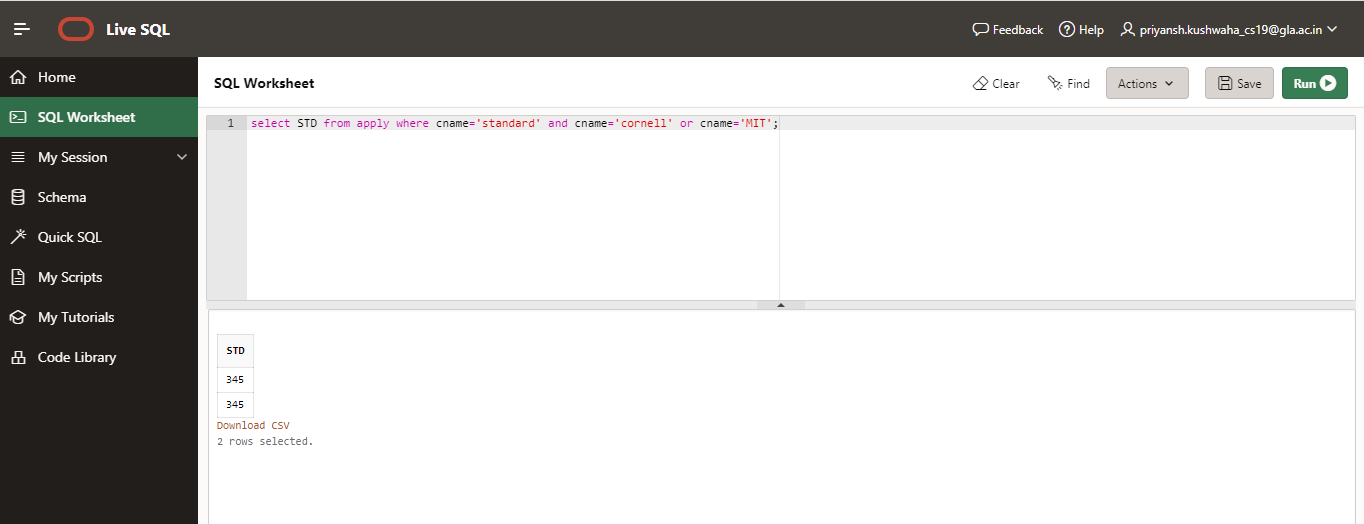 Live SQL
Feedback
Help
priyansh.kushwaha_cs19@gla.ac.in
Home
SQL Worksheet
My Session
Schema
Quick SQL
My Scripts
My Tutorials
Code Library
SQL Worksheet
Clear
Find
Actions
Save
Run
1 select STD from apply where cname='standard' and cname='cornell' or cname='MIT';
STD
345
345
Download CSV
2 rows selected.